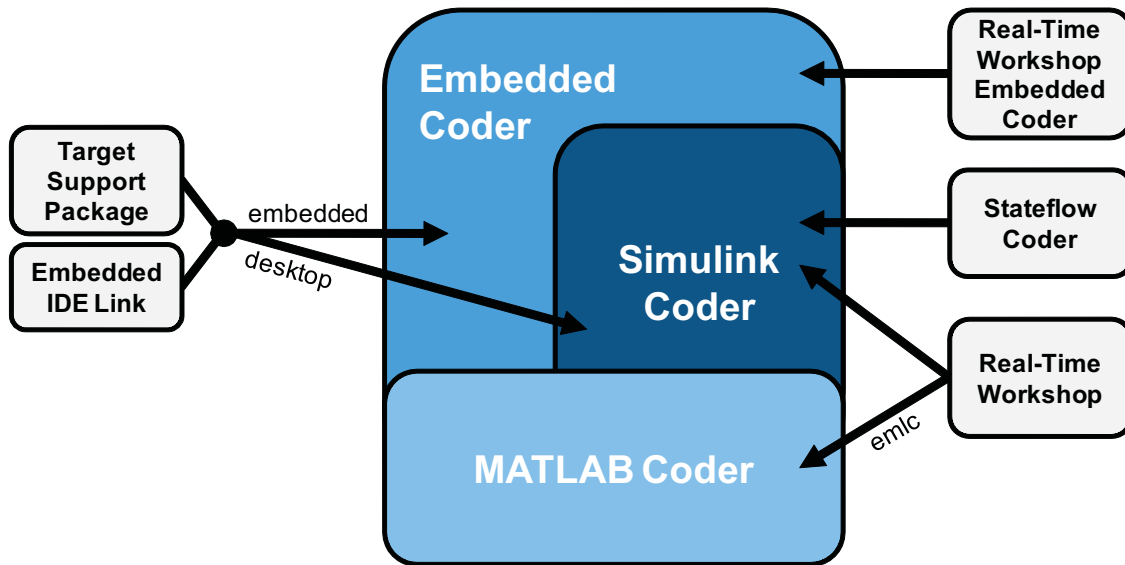 Target
Support
Package
Embedded
IDE Link
embedded
desktop
Embedded
Coder
Simulink
Coder
MATLAB Coder
Real-Time
Workshop
Embedded
Coder
Stateflow
Coder
Real-Time
Workshop
emlc